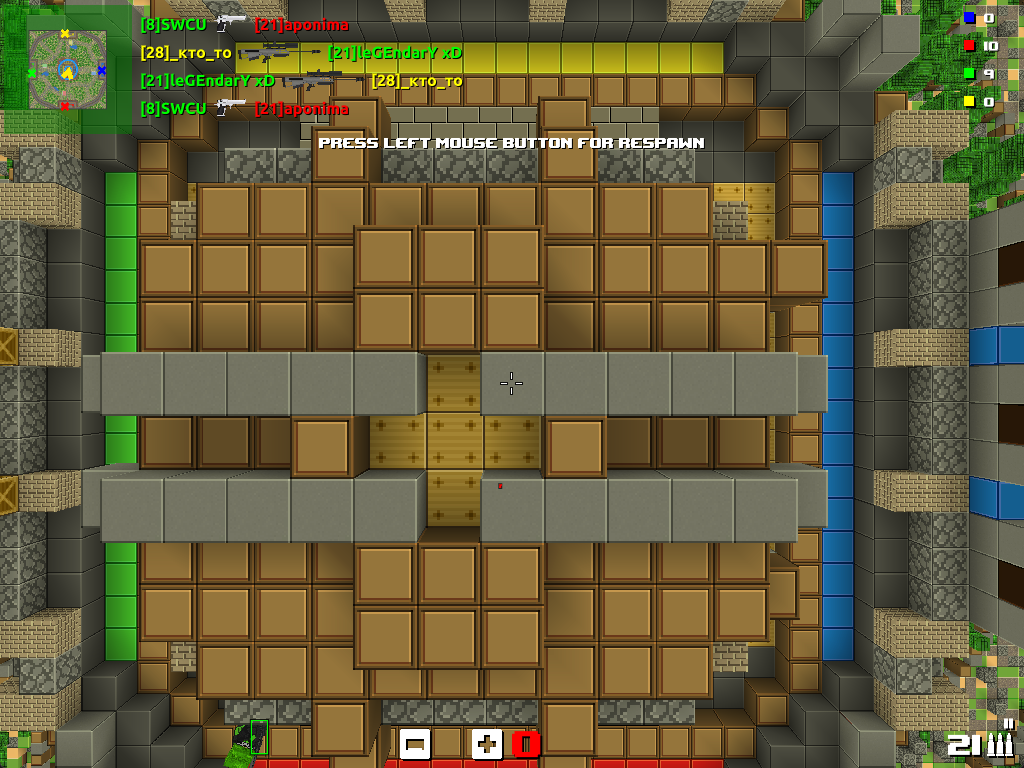 [8]SWCU [21]aponima
[28]_кто_то [21]leGEndarY xD
[21]leGEndarY xD [28]_кто_то
[8]SWCU [21]aponima
0
10
9
0
PRESS LEFT MOUSE BUTTON FOR RESPAWN
0
21